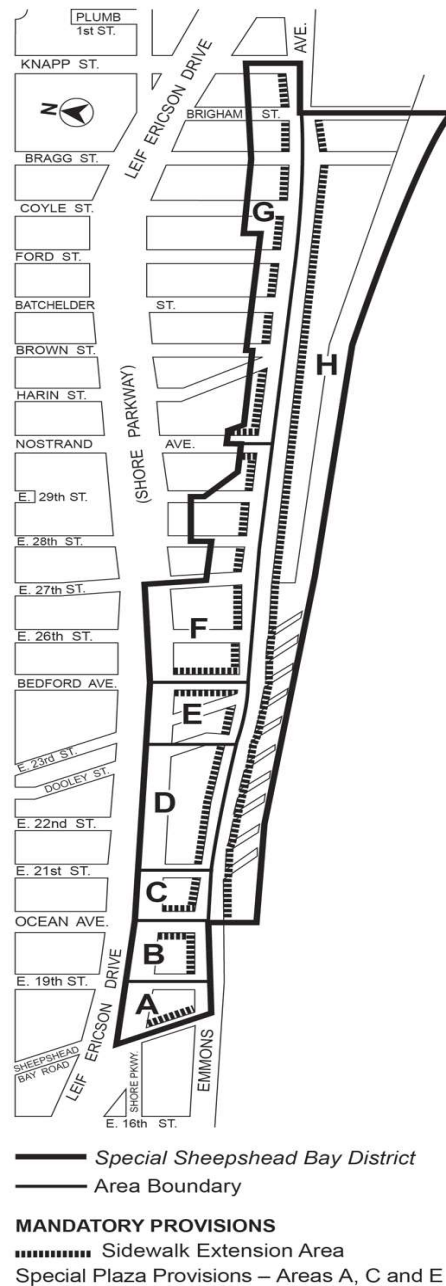 PLUMB
1st ST.
AVE.
KNAPP ST.
LEIF ERICSON DRIVE
N
BRIGHAM ST.
BRAGG ST.
COYLE ST.
G
FORD ST.
BATCHELDER ST.
BROWN ST.
H
HARIN ST.
(SHORE PARKWAY)
NOSTRAND AVE.
E. 29th ST.
E. 28th ST.
E. 27th ST.
F
E. 26th ST.
BEDFORD AVE.
E
E. 23rd ST.
DOOLEY ST.
D
E. 22nd ST.
E. 21st ST.
C
OCEAN AVE.
B
E. 19th ST.
A
LEIF ERICSON DRIVE
SHEEPSHEAD
BAY ROAD
SHORE PKWY.
EMMONS
E. 16th ST.
Special Sheepshead Bay District
Area Boundary
MANDATORY PROVISIONS
Sidewalk Extension Area
Special Plaza Provisions – Areas A, C and E